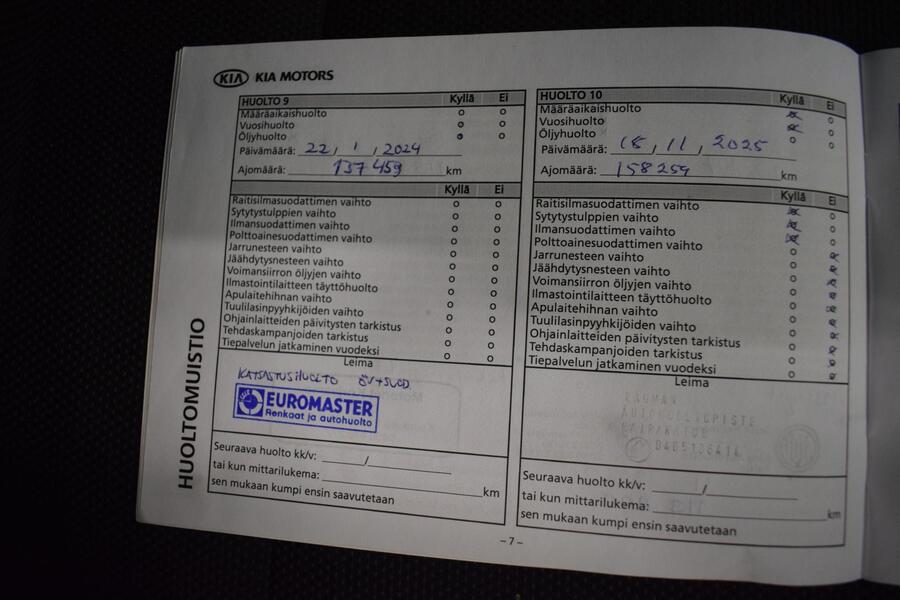 KIA KIA MOTORS
HUOLTOMUISTIO
HUOLTO 9 Kyllä Ei
Määräaikaishuolto
Vuosihuolto
Öljyhuolto
Päivämäärä: 22, 1, 2024
Ajomäärä: 137 459 km
Kyllä Ei
Raitisilmasuodattimen vaihto
Sytytystulppien vaihto
Ilmansuodattimen vaihto
Polttoainesuodattimen vaihto
Jarrunesteen vaihto
Jäähdytysnesteen vaihto
Voimansiirron öljyjen vaihto
Ilmastointilaitteen täyttöhuolto
Apulaitehihnan vaihto
Tuulilasinpyyhkijöiden vaihto
Ohjainlaitteiden päivitysten tarkistus
Tehdaskampanjoiden tarkistus
Tiepalvelun jatkaminen vuodeksi
Leima
KATSASTUSHUOLTO ÖV+SUOD
EUROMASTER
Renkaat ja autohuolto
Seuraava huolto kk/v: /
tai kun mittarilukema: km
sen mukaan kumpi ensin saavutetaan
HUOLTO 10 Kyllä Ei
Määräaikaishuolto
Vuosihuolto
Öljyhuolto
Päivämäärä: 18, 11, 2025
Ajomäärä: 158259 km
Kyllä Ei
Raitisilmasuodattimen vaihto
Sytytystulppien vaihto
Ilmansuodattimen vaihto
Polttoainesuodattimen vaihto
Jarrunesteen vaihto
Jäähdytysnesteen vaihto
Voimansiirron öljyjen vaihto
Ilmastointilaitteen täyttöhuolto
Apulaitehihnan vaihto
Tuulilasinpyyhkijöiden vaihto
Ohjainlaitteiden päivitysten tarkistus
Tehdaskampanjoiden tarkistus
Tiepalvelun jatkaminen vuodeksi
Leima
Seuraava huolto kk/v: /
tai kun mittarilukema: km
sen mukaan kumpi ensin saavutetaan
– 7 –